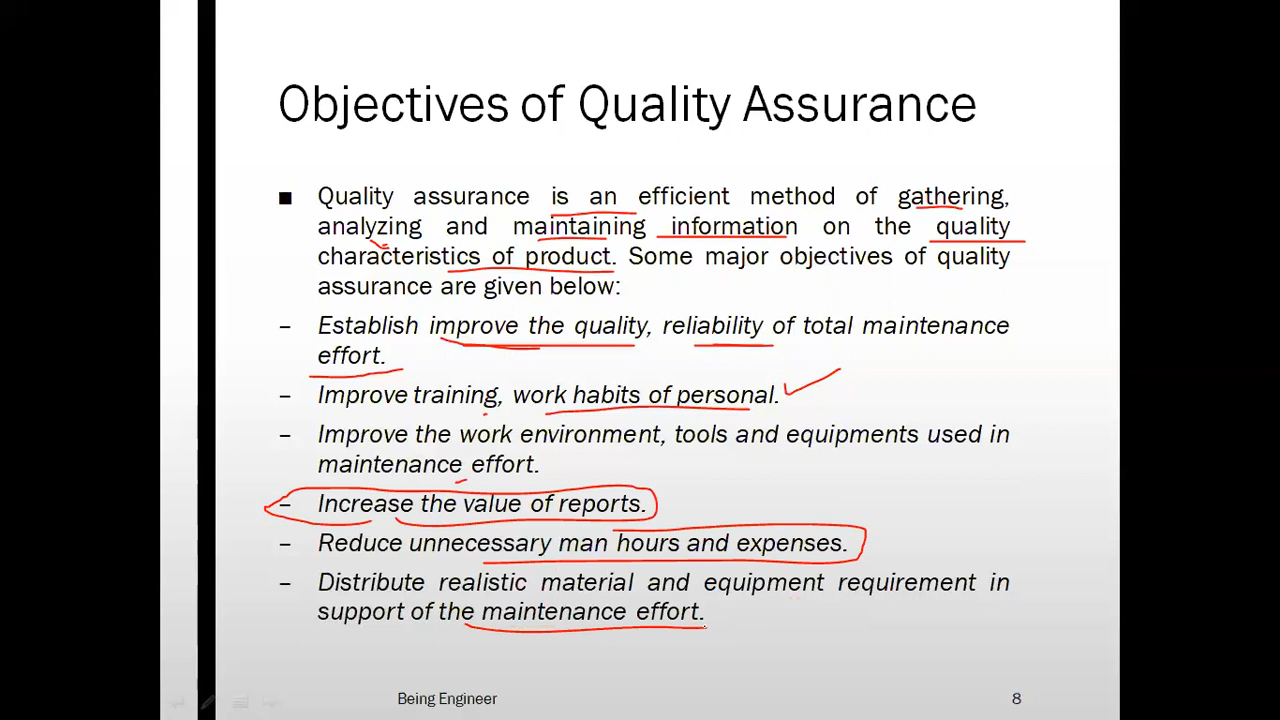 Objectives of Quality Assurance
■ Quality assurance is an efficient method of gathering,
analyzing and maintaining information on the quality
characteristics of product. Some major objectives of quality
assurance are given below:
– Establish improve the quality, reliability of total maintenance
effort.
– Improve training, work habits of personal.
– Improve the work environment, tools and equipments used in
maintenance effort.
– Increase the value of reports.
– Reduce unnecessary man hours and expenses.
– Distribute realistic material and equipment requirement in
support of the maintenance effort.
Being Engineer
8